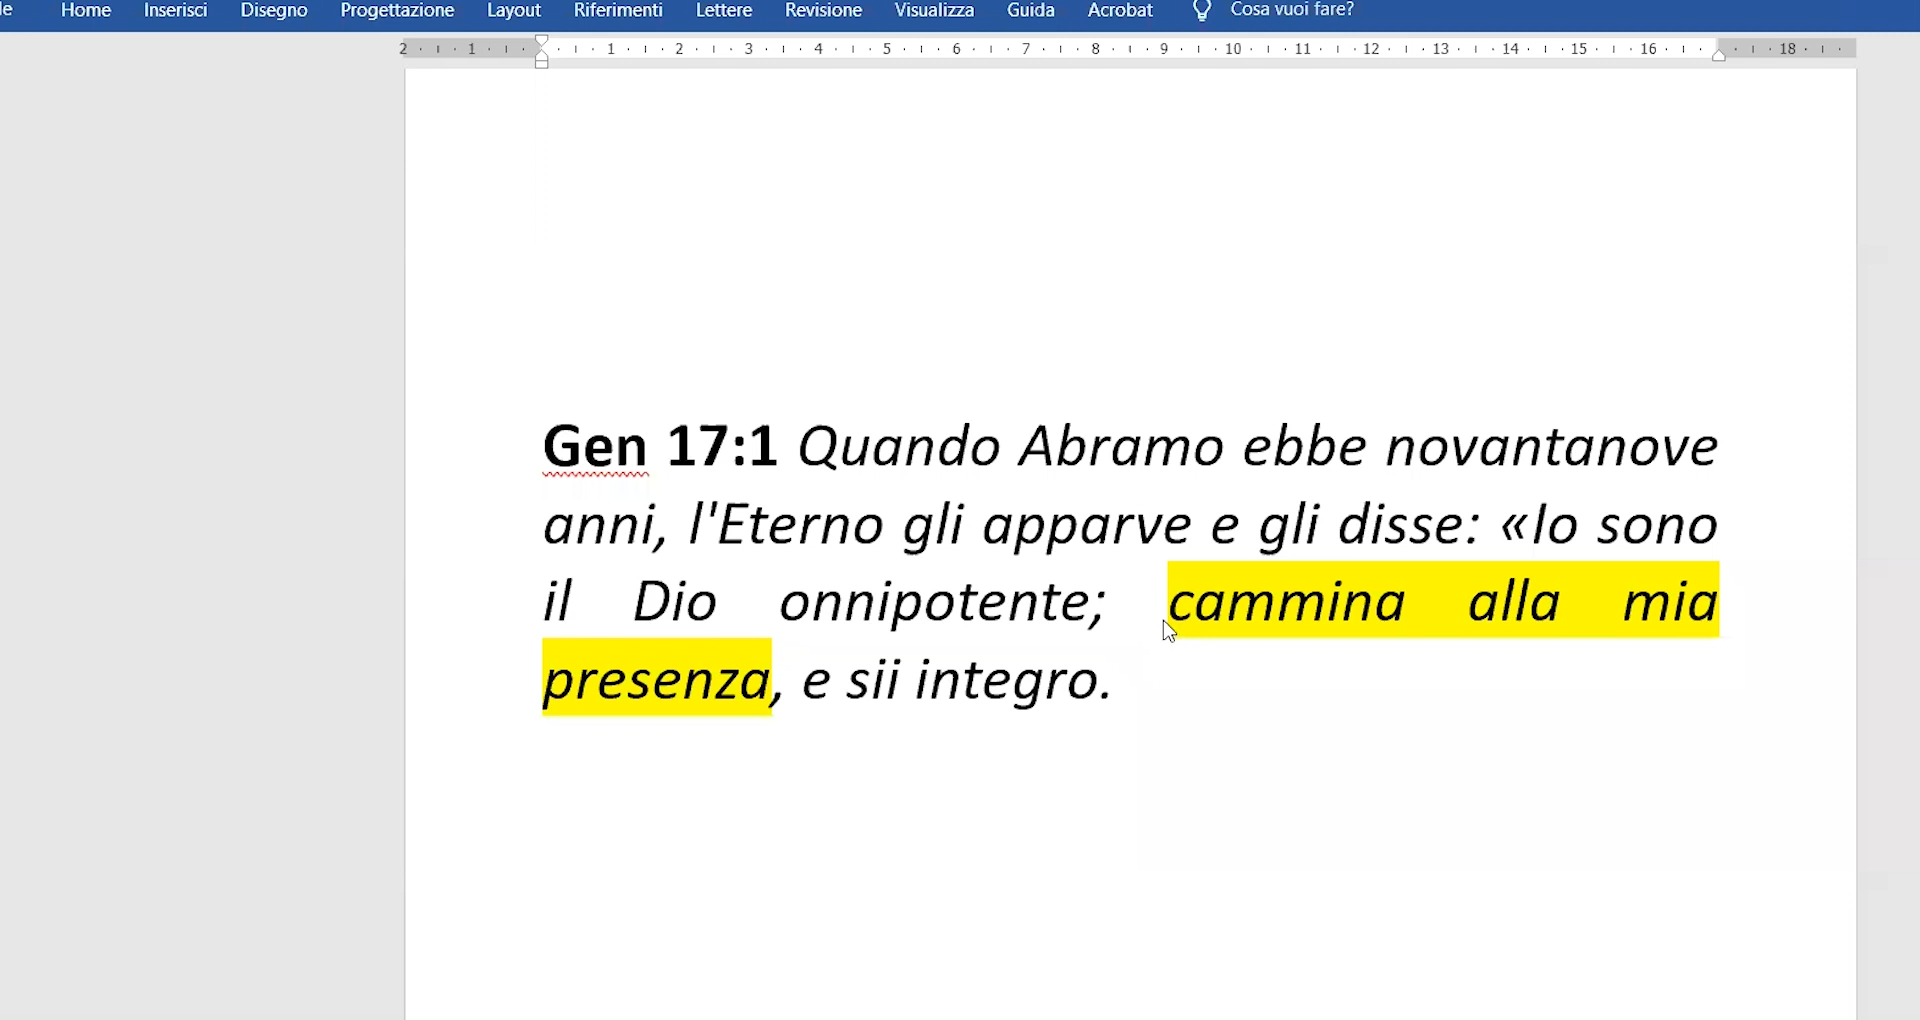 Home Inserisci Disegno Progettazione Layout Riferimenti Lettere Revisione Visualizza Guida Acrobat Cosa vuoi fare?
2 1 1 2 3 4 5 6 7 8 9 10 11 12 13 14 15 16 18
Gen 17:1 Quando Abramo ebbe novantanove
anni, l'Eterno gli apparve e gli disse: «Io sono
il Dio onnipotente; cammina alla mia
presenza, e sii integro.